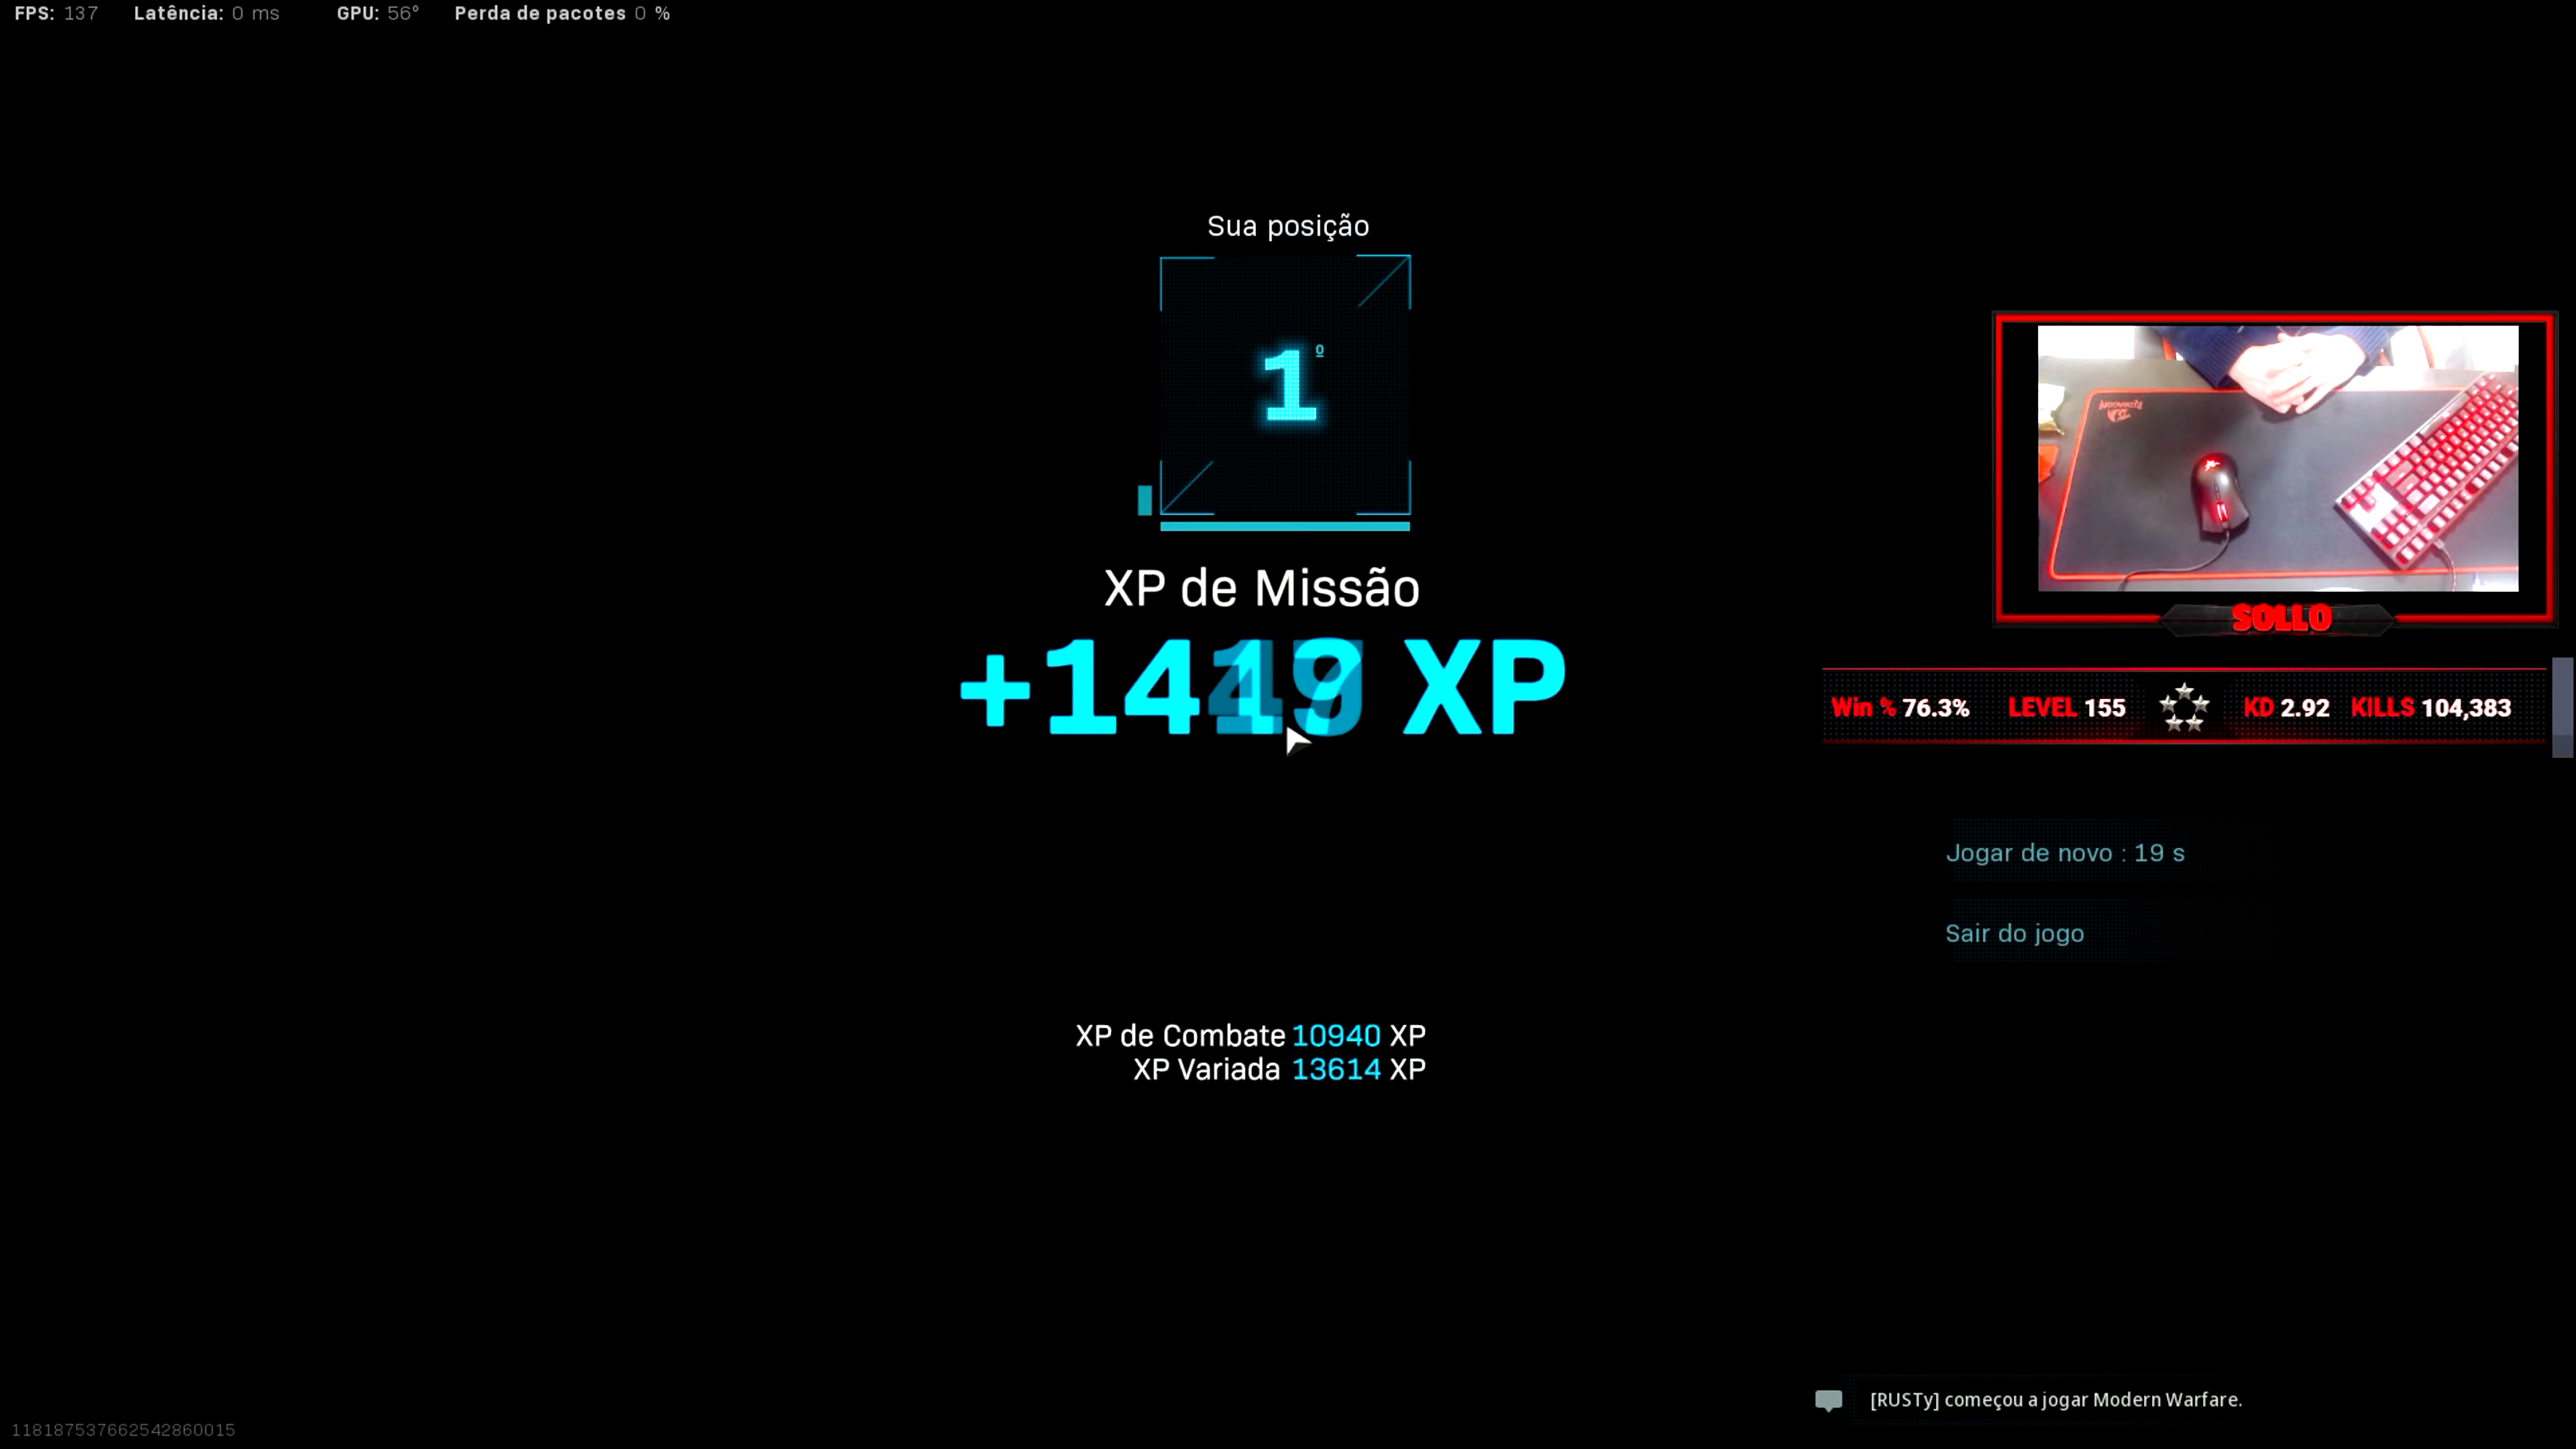 FPS: 137 Latência: 0 ms GPU: 56° Perda de pacotes 0 %
Sua posição
1º
XP de Missão
XP
SOLLO
Win % 76.3% LEVEL 155 KD 2.92 KILLS 104,383
Jogar de novo : 19 s
Sair do jogo
XP de Combate 10940 XP
XP Variada 13614 XP
[RUSTy] começou a jogar Modern Warfare.
118187537662542860015